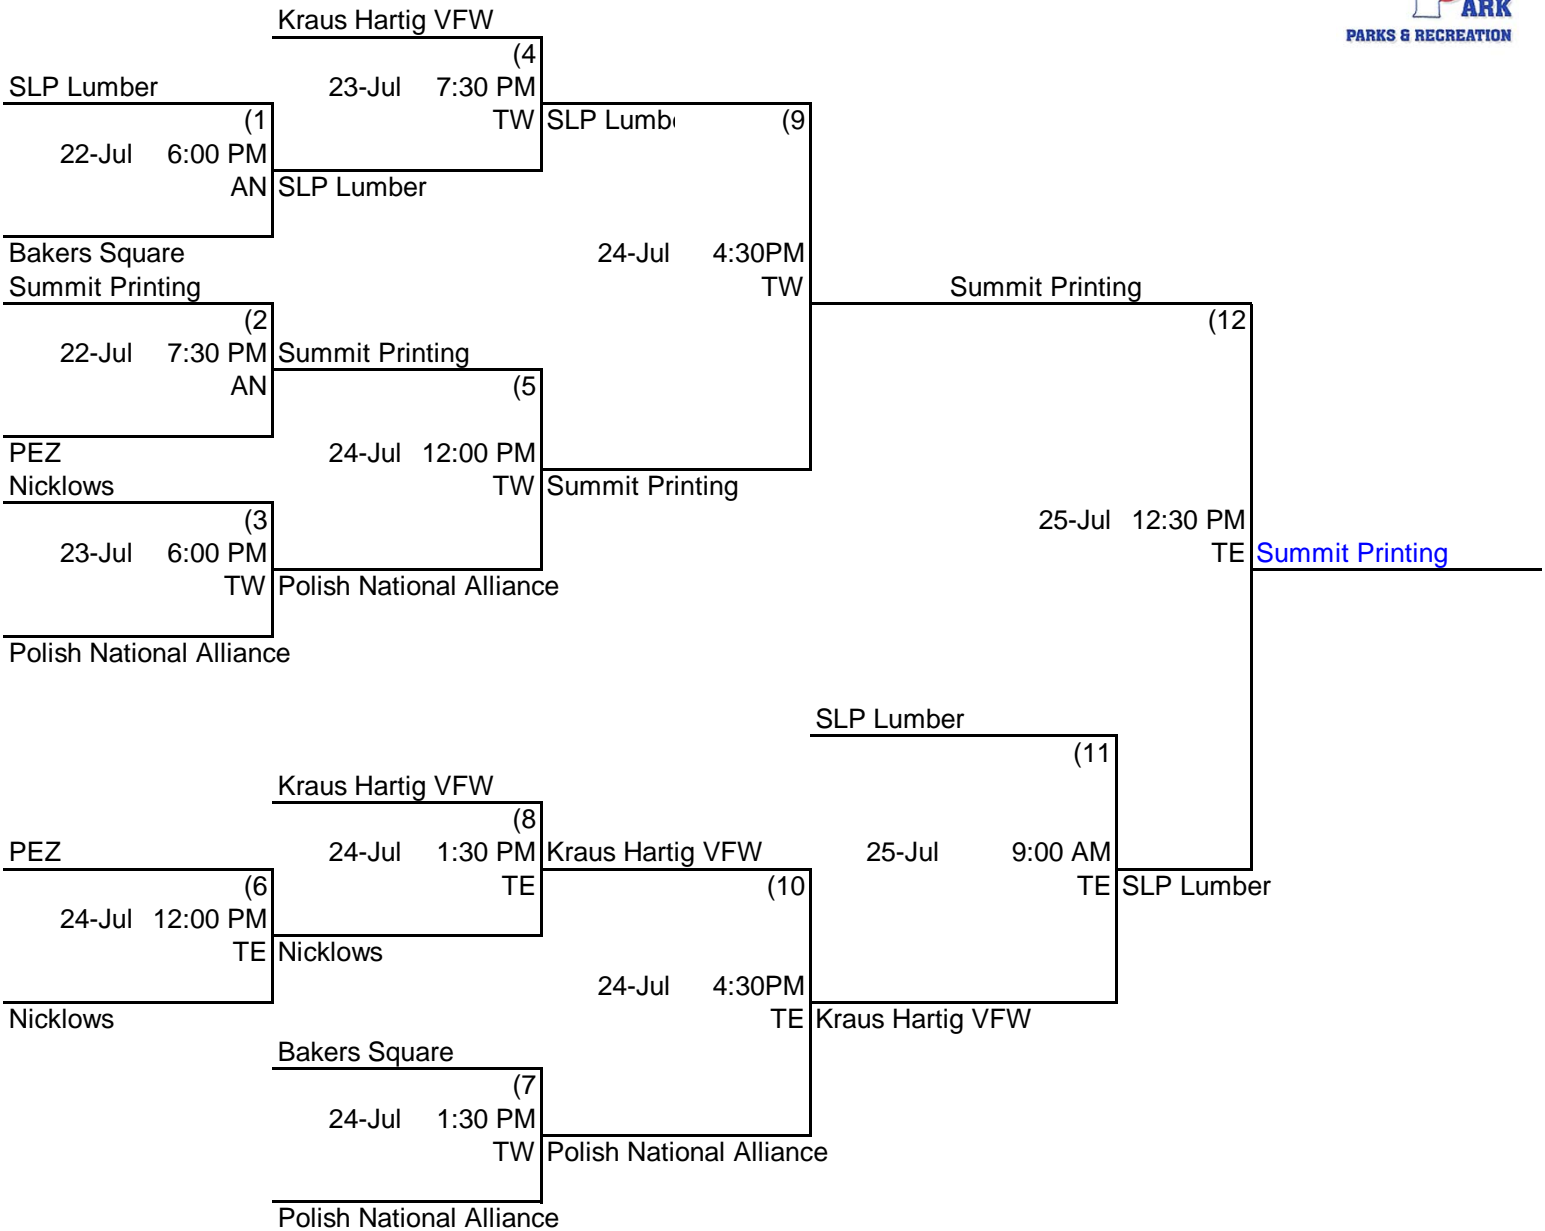 ARK
PARKS & RECREATION
Kraus Hartig VFW
(4
SLP Lumber 23-Jul 7:30 PM
(1 TW SLP Lumb (9
22-Jul 6:00 PM
AN SLP Lumber
Bakers Square 24-Jul 4:30PM
Summit Printing TW Summit Printing
(2 (12
22-Jul 7:30 PM Summit Printing
AN (5
PEZ 24-Jul 12:00 PM
Nicklows TW Summit Printing
(3 25-Jul 12:30 PM
23-Jul 6:00 PM TE Summit Printing
TW Polish National Alliance
Polish National Alliance
SLP Lumber
(11
Kraus Hartig VFW
(8
PEZ 24-Jul 1:30 PM Kraus Hartig VFW 25-Jul 9:00 AM
(6 TE (10 TE SLP Lumber
24-Jul 12:00 PM
TE Nicklows
24-Jul 4:30PM
Nicklows TE Kraus Hartig VFW
Bakers Square
(7
24-Jul 1:30 PM
TW Polish National Alliance
Polish National Alliance